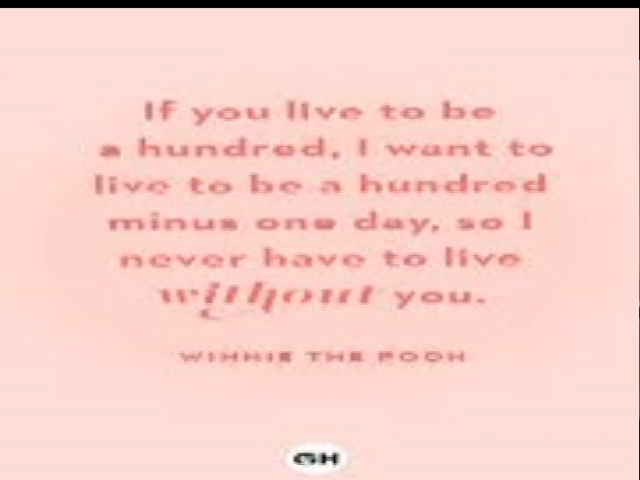 If you live to be
a hundred, I want to
live to be a hundred
minus one day, so I
never have to live
without you.
WINNIE THE POOH
GH